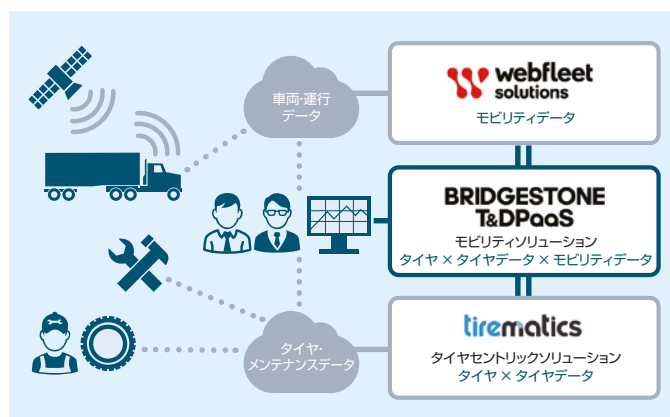 車両・運行
データ
webfleet
solutions
モビリティデータ
BRIDGESTONE
T&DPaaS
モビリティソリューション
タイヤ × タイヤデータ × モビリティデータ
タイヤ・
メンテナンスデータ
tirematics
タイヤセントリックソリューション
タイヤ × タイヤデータ